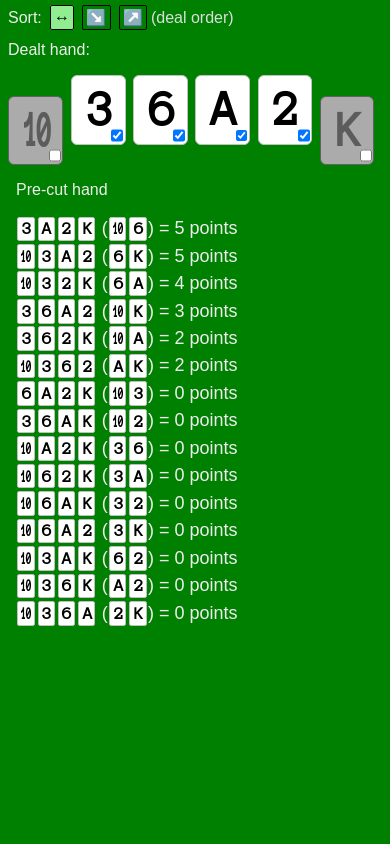 Sort: ↔ ↘ ↗ (deal order)
Dealt hand:
10 3 6 A 2 K
Pre-cut hand
3 A 2 K (10 6) = 5 points
10 3 A 2 (6 K) = 5 points
10 3 2 K (6 A) = 4 points
3 6 A 2 (10 K) = 3 points
3 6 2 K (10 A) = 2 points
10 3 6 2 (A K) = 2 points
6 A 2 K (10 3) = 0 points
3 6 A K (10 2) = 0 points
10 A 2 K (3 6) = 0 points
10 6 2 K (3 A) = 0 points
10 6 A K (3 2) = 0 points
10 6 A 2 (3 K) = 0 points
10 3 A K (6 2) = 0 points
10 3 6 K (A 2) = 0 points
10 3 6 A (2 K) = 0 points